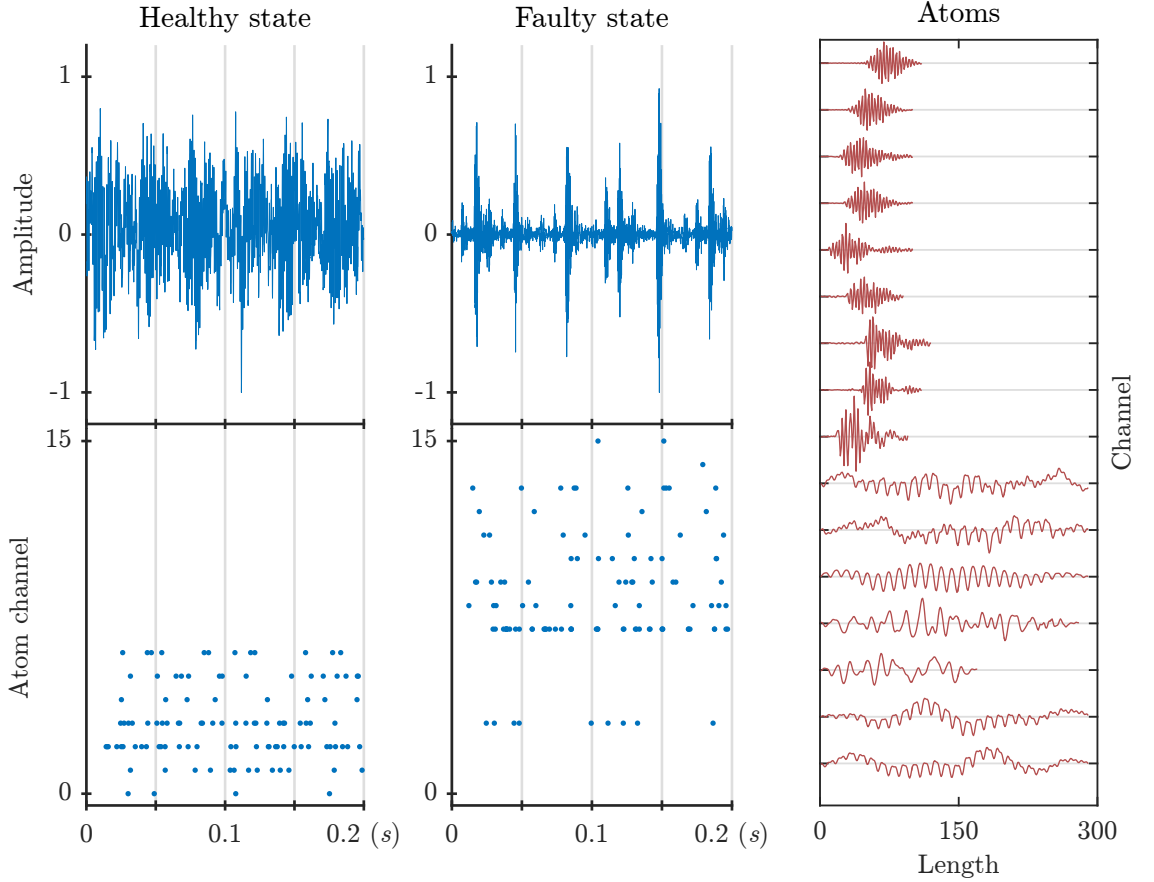 Healthy state
Faulty state
Atoms
Amplitude
1
0
-1
1
0
-1
Atom channel
15
0
15
0
0
0.1
0.2 (s)
0
0.1
0.2 (s)
Channel
0
150
300
Length